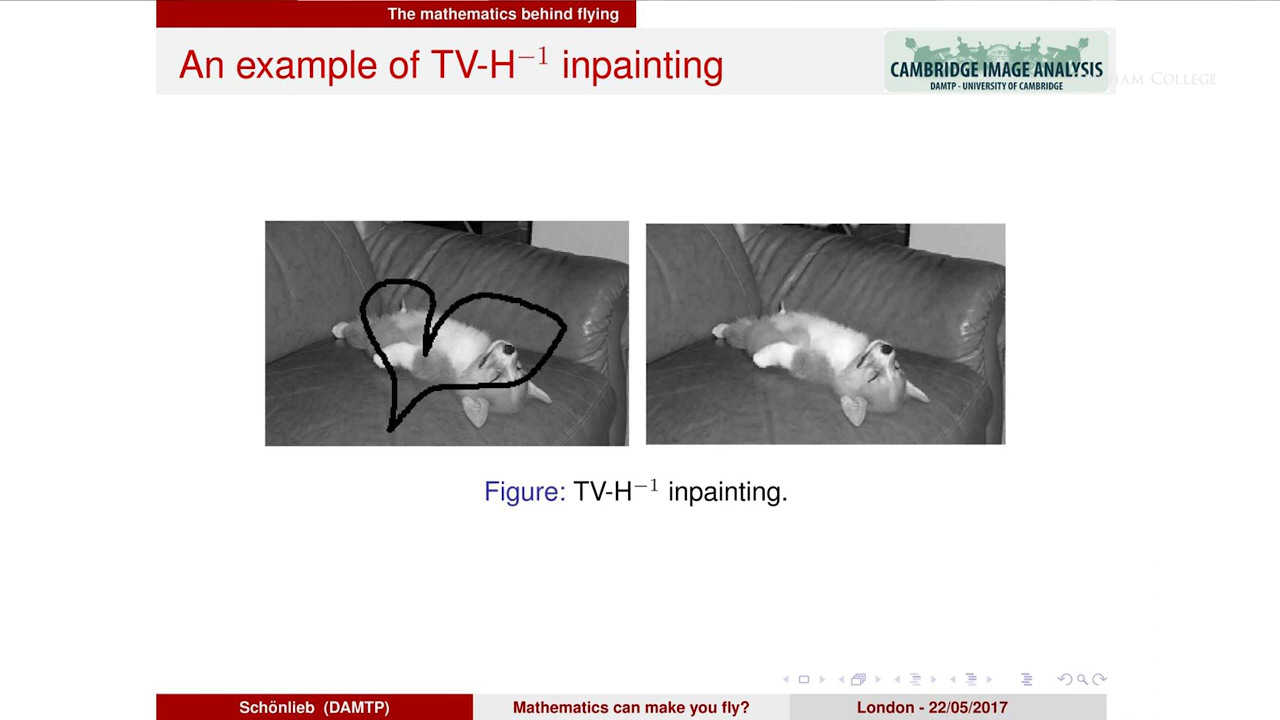 The mathematics behind flying
An example of TV-H⁻¹ inpainting
CAMBRIDGE IMAGE ANALYSIS
DAMTP - UNIVERSITY OF CAMBRIDGE
College
Figure: TV-H⁻¹ inpainting.
Schönlieb (DAMTP)
Mathematics can make you fly?
London - 22/05/2017